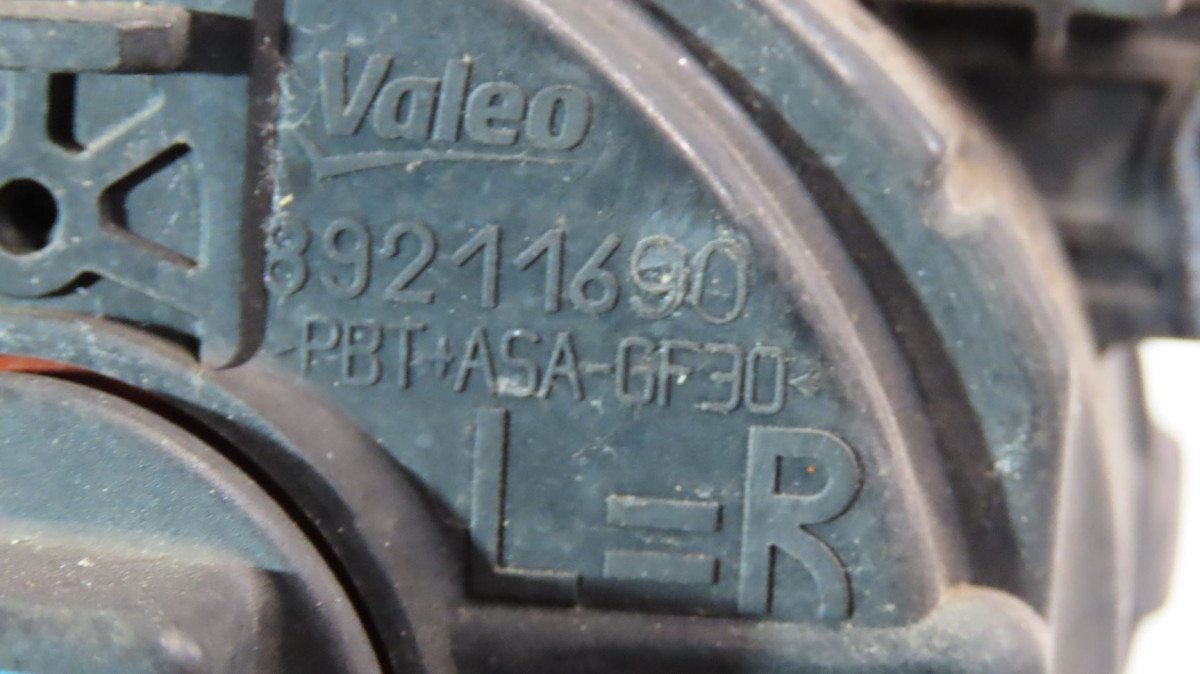 Valeo
89211690
>PBT+ASA-GF30<
L=R